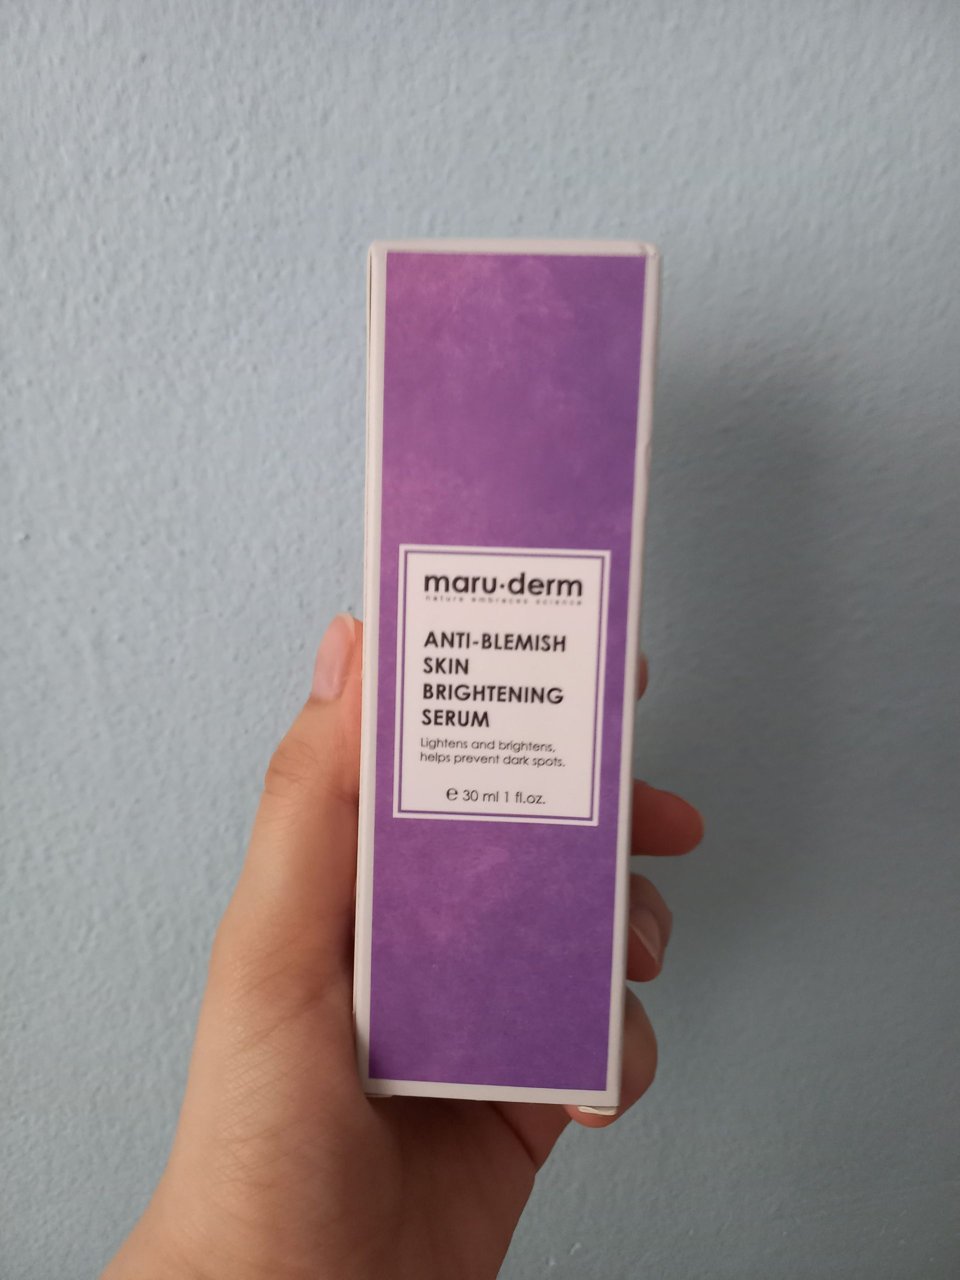 maru·derm
nature embraces science
ANTI-BLEMISH
SKIN
BRIGHTENING
SERUM
Lightens and brightens,
helps prevent dark spots.
℮ 30 ml 1 fl.oz.